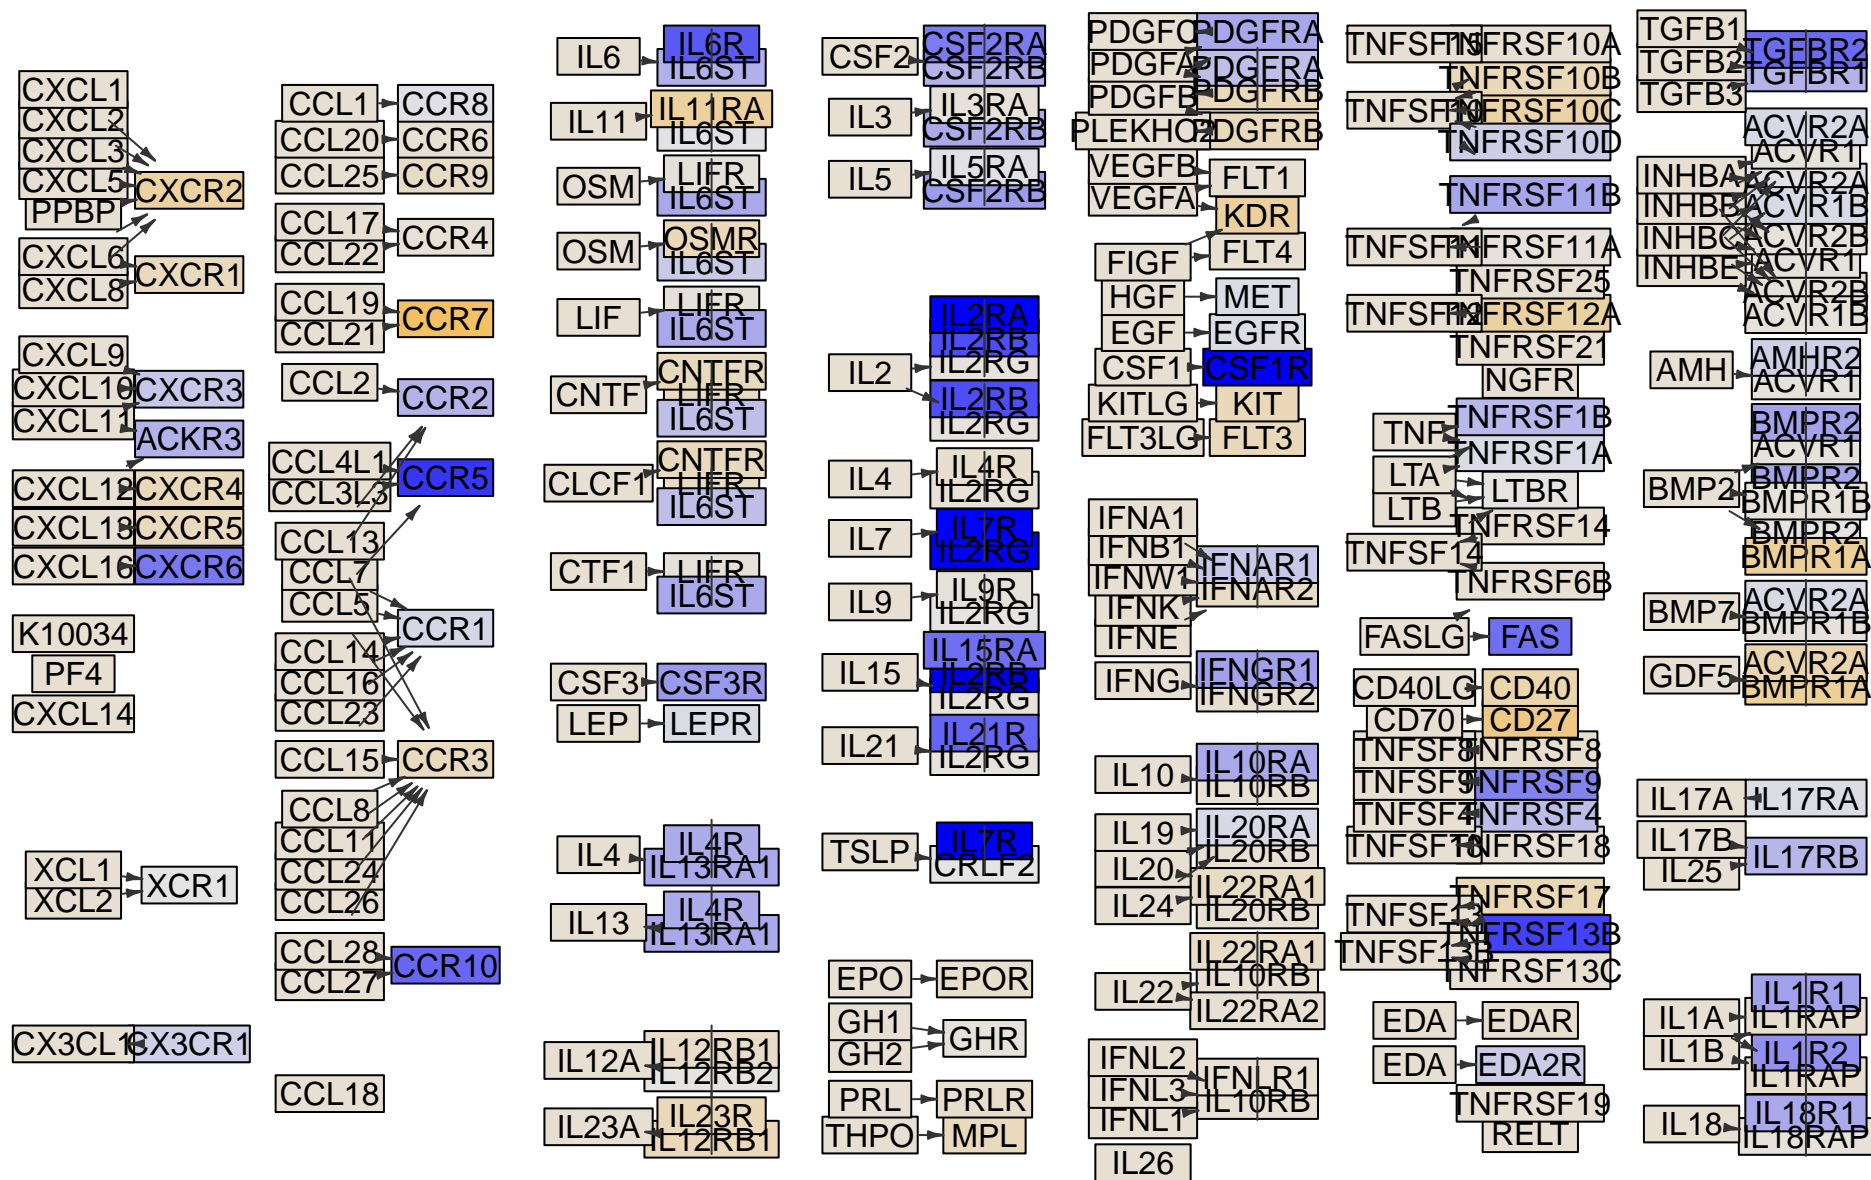 CXCL1
CXCL2
CXCL3
CXCL5
PPBP
CXCR2
CXCL6
CXCL8
CXCR1
CXCL9
CXCL10
CXCL11
CXCR3
ACKR3
CXCL12
CXCR4
CXCL13
CXCR5
CXCL16
CXCR6
K10034
PF4
CXCL14
XCL1
XCL2
XCR1
CX3CL1
CX3CR1
CCL1
CCR8
CCL20
CCR6
CCL25
CCR9
CCL17
CCL22
CCR4
CCL19
CCL21
CCR7
CCL2
CCR2
CCL4L1
CCL3L3
CCR5
CCL13
CCL7
CCL5
CCR1
CCL14
CCL16
CCL23
CCL15
CCR3
CCL8
CCL11
CCL24
CCL26
CCL28
CCL27
CCR10
CCL18
IL6
IL6R
IL6ST
IL11
IL11RA
IL6ST
OSM
LIFR
IL6ST
OSM
OSMR
IL6ST
LIF
LIFR
IL6ST
CNTF
CNTFR
LIFR
IL6ST
CLCF1
CNTFR
LIFR
IL6ST
CTF1
LIFR
IL6ST
CSF3
CSF3R
LEP
LEPR
IL4
IL4R
IL13RA1
IL13
IL4R
IL13RA1
IL12A
IL12RB1
IL12RB2
IL23A
IL23R
IL12RB1
CSF2
CSF2RA
CSF2RB
IL3
IL3RA
CSF2RB
IL5
IL5RA
CSF2RB
IL2
IL2RA
IL2RB
IL2RG
IL2RB
IL2RG
IL4
IL4R
IL2RG
IL7
IL7R
IL2RG
IL9
IL9R
IL2RG
IL15
IL15RA
IL2RB
IL2RG
IL21
IL21R
IL2RG
TSLP
IL7R
CRLF2
EPO
EPOR
GH1
GH2
GHR
PRL
PRLR
THPO
MPL
PDGFC
PDGFRA
PDGFA
PDGFRA
PDGFB
PDGFRB
PLEKHO2
PDGFRB
VEGFB
VEGFA
FLT1
KDR
FLT4
FIGF
HGF
MET
EGF
EGFR
CSF1
CSF1R
KITLG
KIT
FLT3LG
FLT3
IFNA1
IFNB1
IFNW1
IFNK
IFNE
IFNAR1
IFNAR2
IFNG
IFNGR1
IFNGR2
IL10
IL10RA
IL10RB
IL19
IL20
IL24
IL20RA
IL20RB
IL22RA1
IL20RB
IL22
IL22RA1
IL10RB
IL22RA2
IFNL2
IFNL3
IFNL1
IFNLR1
IL10RB
IL26
TNFSF15
TNFRSF10A
TNFRSF10B
TNFSF10
TNFRSF10C
TNFRSF10D
TNFRSF11B
TNFSF11
TNFRSF11A
TNFRSF25
TNFSF12
TNFRSF12A
TNFRSF21
NGFR
TNF
LTA
LTB
TNFRSF1B
TNFRSF1A
LTBR
TNFRSF14
TNFSF14
TNFRSF6B
FASLG
FAS
CD40LG
CD40
CD70
CD27
TNFSF8
TNFRSF8
TNFSF9
TNFRSF9
TNFSF4
TNFRSF4
TNFSF18
TNFRSF18
TNFSF13
TNFSF13B
TNFRSF17
TNFRSF13B
TNFRSF13C
EDA
EDAR
EDA
EDA2R
TNFRSF19
RELT
TGFB1
TGFB2
TGFB3
TGFBR2
TGFBR1
INHBA
INHBB
INHBC
INHBE
ACVR2A
ACVR1
ACVR2A
ACVR1B
ACVR2B
ACVR1
ACVR2B
ACVR1B
AMH
AMHR2
ACVR1
BMP2
BMPR2
ACVR1
BMPR2
BMPR1B
BMPR2
BMPR1A
BMP7
ACVR2A
BMPR1B
GDF5
ACVR2A
BMPR1A
IL17A
IL17RA
IL17B
IL25
IL17RB
IL1A
IL1B
IL1R1
IL1RAP
IL1R2
IL1RAP
IL18
IL18R1
IL18RAP